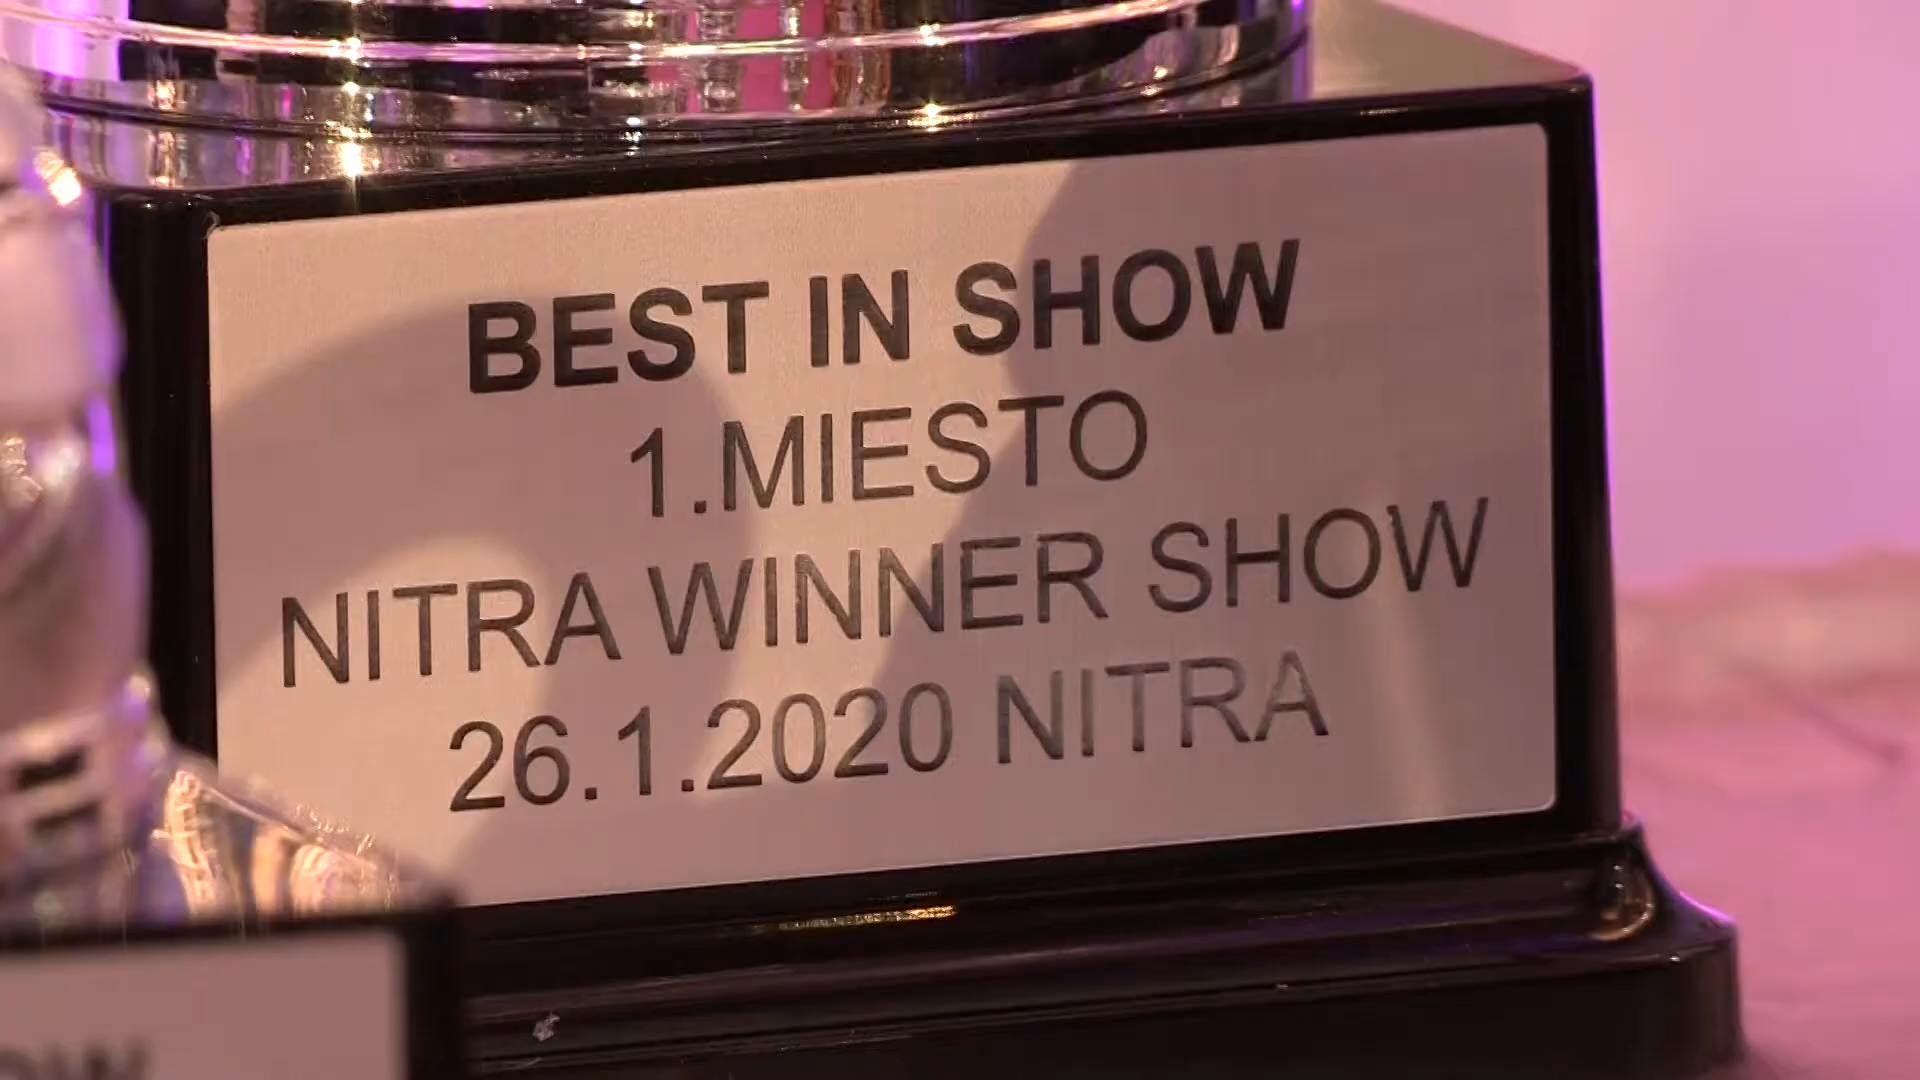 BEST IN SHOW
1.MIESTO
NITRA WINNER SHOW
26.1.2020 NITRA